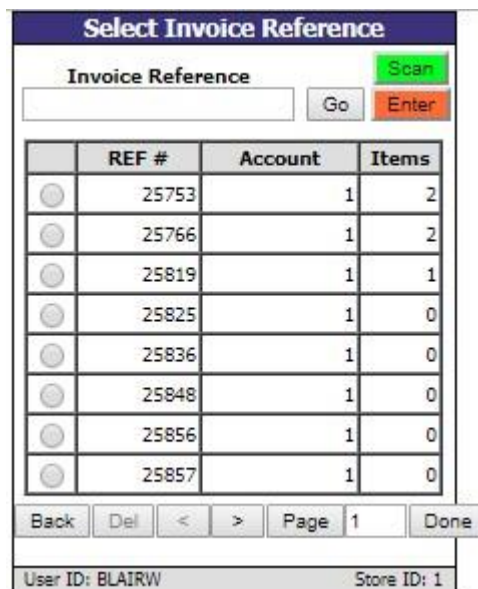 Select Invoice Reference
Invoice Reference Scan
Go Enter
REF # Account Items
25753 1 2
25766 1 2
25819 1 1
25825 1 0
25836 1 0
25848 1 0
25856 1 0
25857 1 0
Back Del < > Page 1 Done
User ID: BLAIRW Store ID: 1